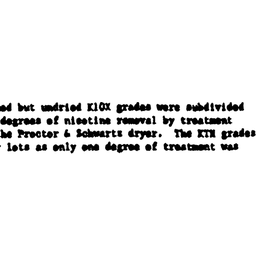 ed but undried K10X grades were subdivided
degrees of nicotine removal by treatment
he Proctor & Schwartz dryer. The KTN grades
lots as only one degree of treatment was